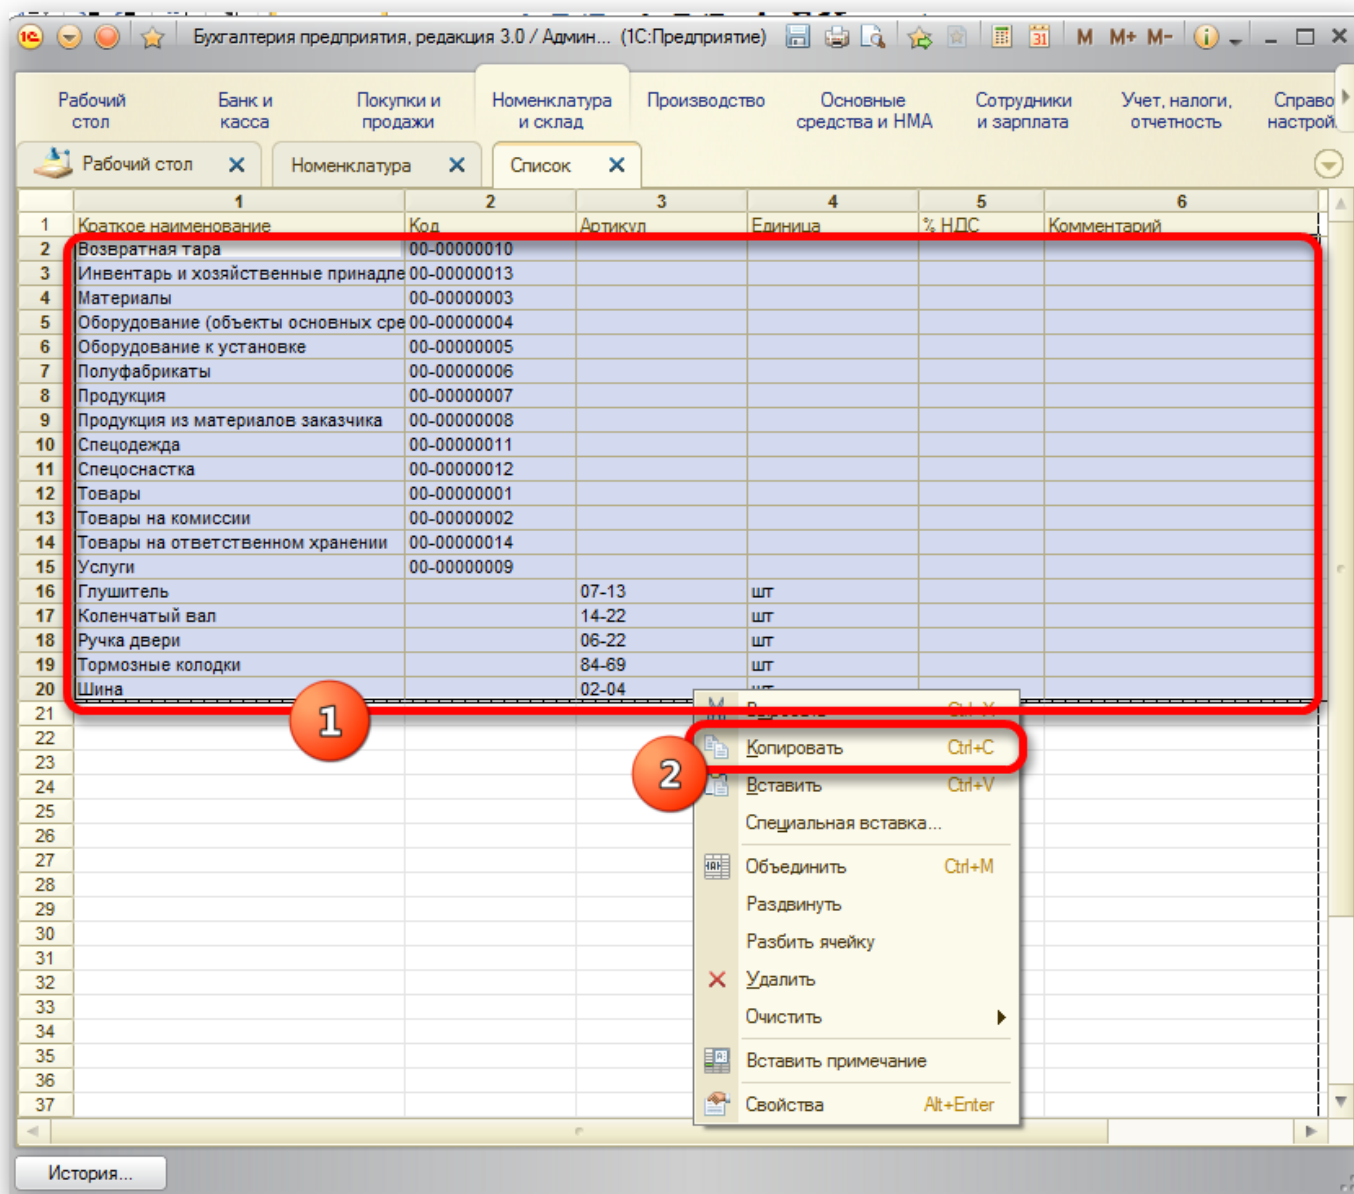 Бухгалтерия предприятия, редакция 3.0 / Админ... (1С:Предприятие) 31 M M+ M-
Рабочий стол Банк и касса Покупки и продажи Номенклатура и склад Производство Основные средства и НМА Сотрудники и зарплата Учет, налоги, отчетность Справо настрой
Рабочий стол Номенклатура Список
1 2 3 4 5 6
1 Краткое наименование Код Артикул Единица % НДС Комментарий
2 Возвратная тара 00-00000010
3 Инвентарь и хозяйственные принадле 00-00000013
4 Материалы 00-00000003
5 Оборудование (объекты основных сре 00-00000004
6 Оборудование к установке 00-00000005
7 Полуфабрикаты 00-00000006
8 Продукция 00-00000007
9 Продукция из материалов заказчика 00-00000008
10 Спецодежда 00-00000011
11 Спецоснастка 00-00000012
12 Товары 00-00000001
13 Товары на комиссии 00-00000002
14 Товары на ответственном хранении 00-00000014
15 Услуги 00-00000009
16 Глушитель 07-13 шт
17 Коленчатый вал 14-22 шт
18 Ручка двери 06-22 шт
19 Тормозные колодки 84-69 шт
20 Шина 02-04 шт
21
22
23
24
25
26
27
28
29
30
31
32
33
34
35
36
37
1
2
Копировать Ctrl+C
Вставить Ctrl+V
Специальная вставка...
Объединить Ctrl+M
Раздвинуть
Разбить ячейку
Удалить
Очистить
Вставить примечание
Свойства Alt+Enter
История...